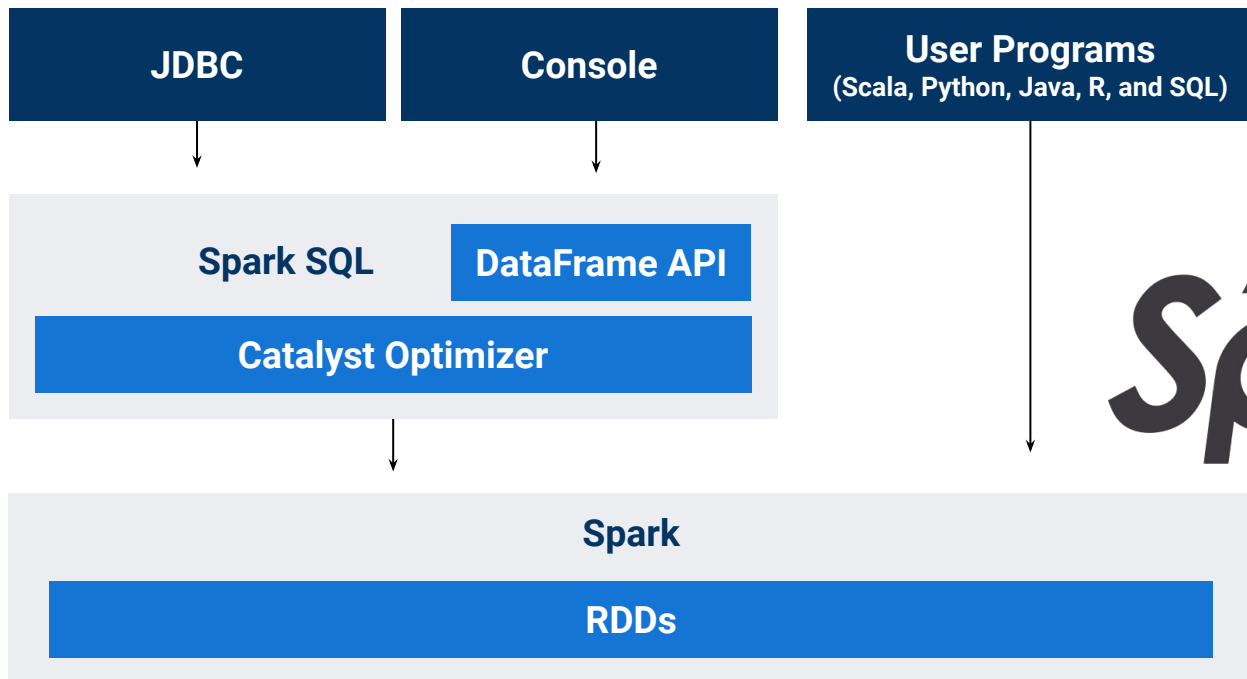 JDBC
Console
User Programs
(Scala, Python, Java, R, and SQL)
Spark SQL
DataFrame API
Catalyst Optimizer
Spark
RDDs